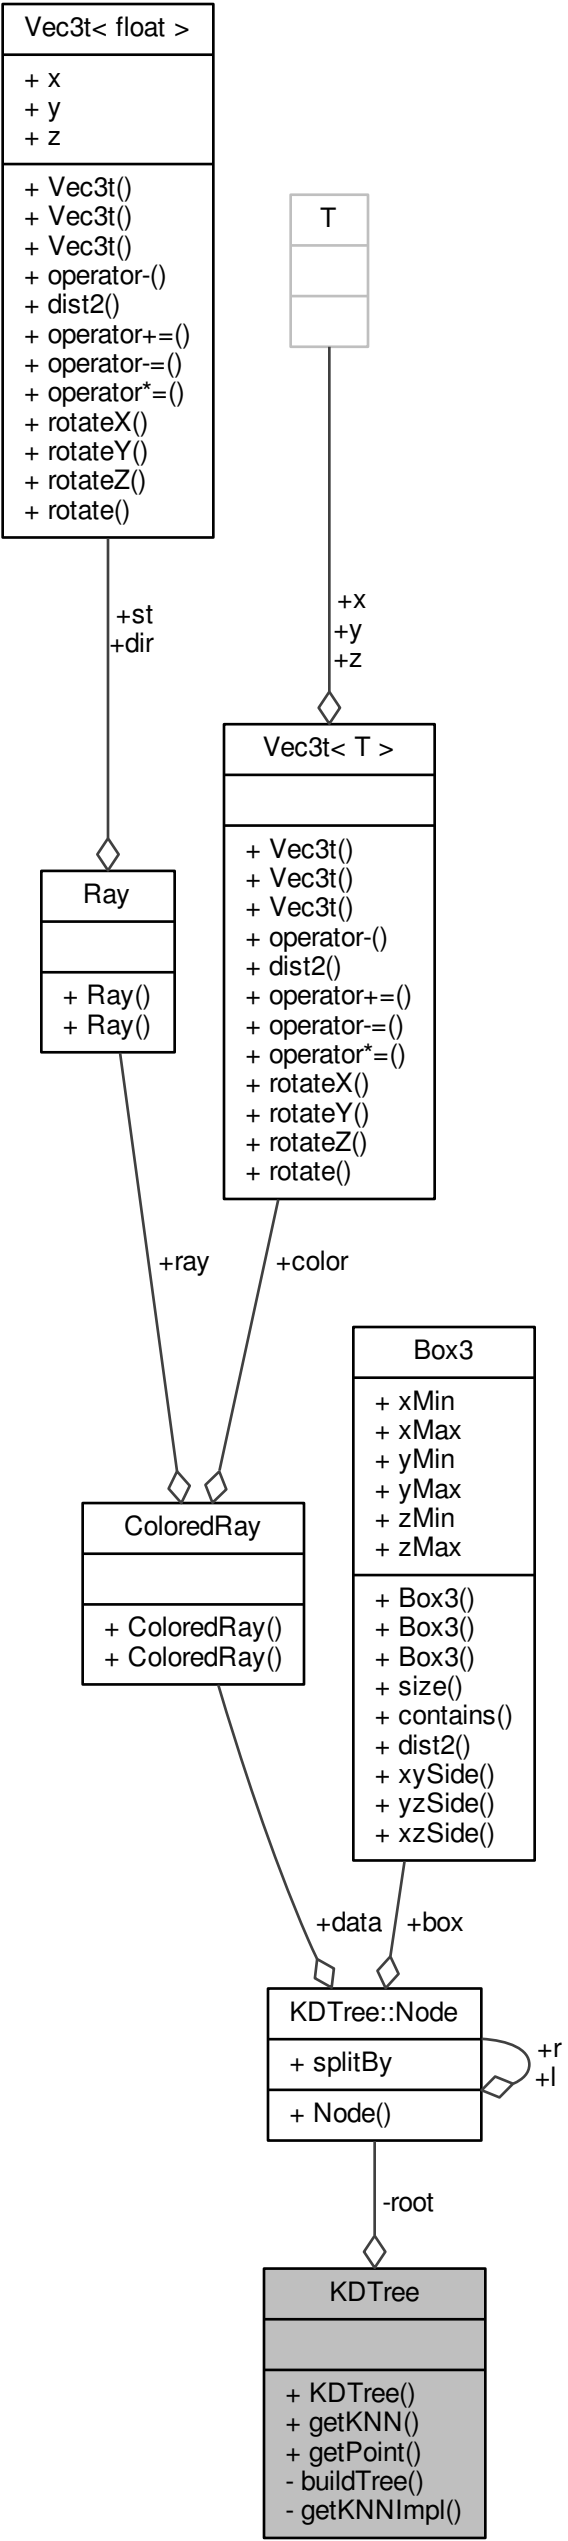 Vec3t< float >
+ x
+ y
+ z
+ Vec3t()
+ Vec3t()
+ Vec3t()
+ operator-()
+ dist2()
+ operator+=()
+ operator-=()
+ operator*=()
+ rotateX()
+ rotateY()
+ rotateZ()
+ rotate()
T
+st
+dir
+x
+y
+z
Vec3t< T >
+ Vec3t()
+ Vec3t()
+ Vec3t()
+ operator-()
+ dist2()
+ operator+=()
+ operator-=()
+ operator*=()
+ rotateX()
+ rotateY()
+ rotateZ()
+ rotate()
Ray
+ Ray()
+ Ray()
+ray
+color
Box3
+ xMin
+ xMax
+ yMin
+ yMax
+ zMin
+ zMax
+ Box3()
+ Box3()
+ Box3()
+ size()
+ contains()
+ dist2()
+ xySide()
+ yzSide()
+ xzSide()
ColoredRay
+ ColoredRay()
+ ColoredRay()
+data
+box
KDTree::Node
+ splitBy
+ Node()
+r
+l
-root
KDTree
+ KDTree()
+ getKNN()
+ getPoint()
- buildTree()
- getKNNImpl()